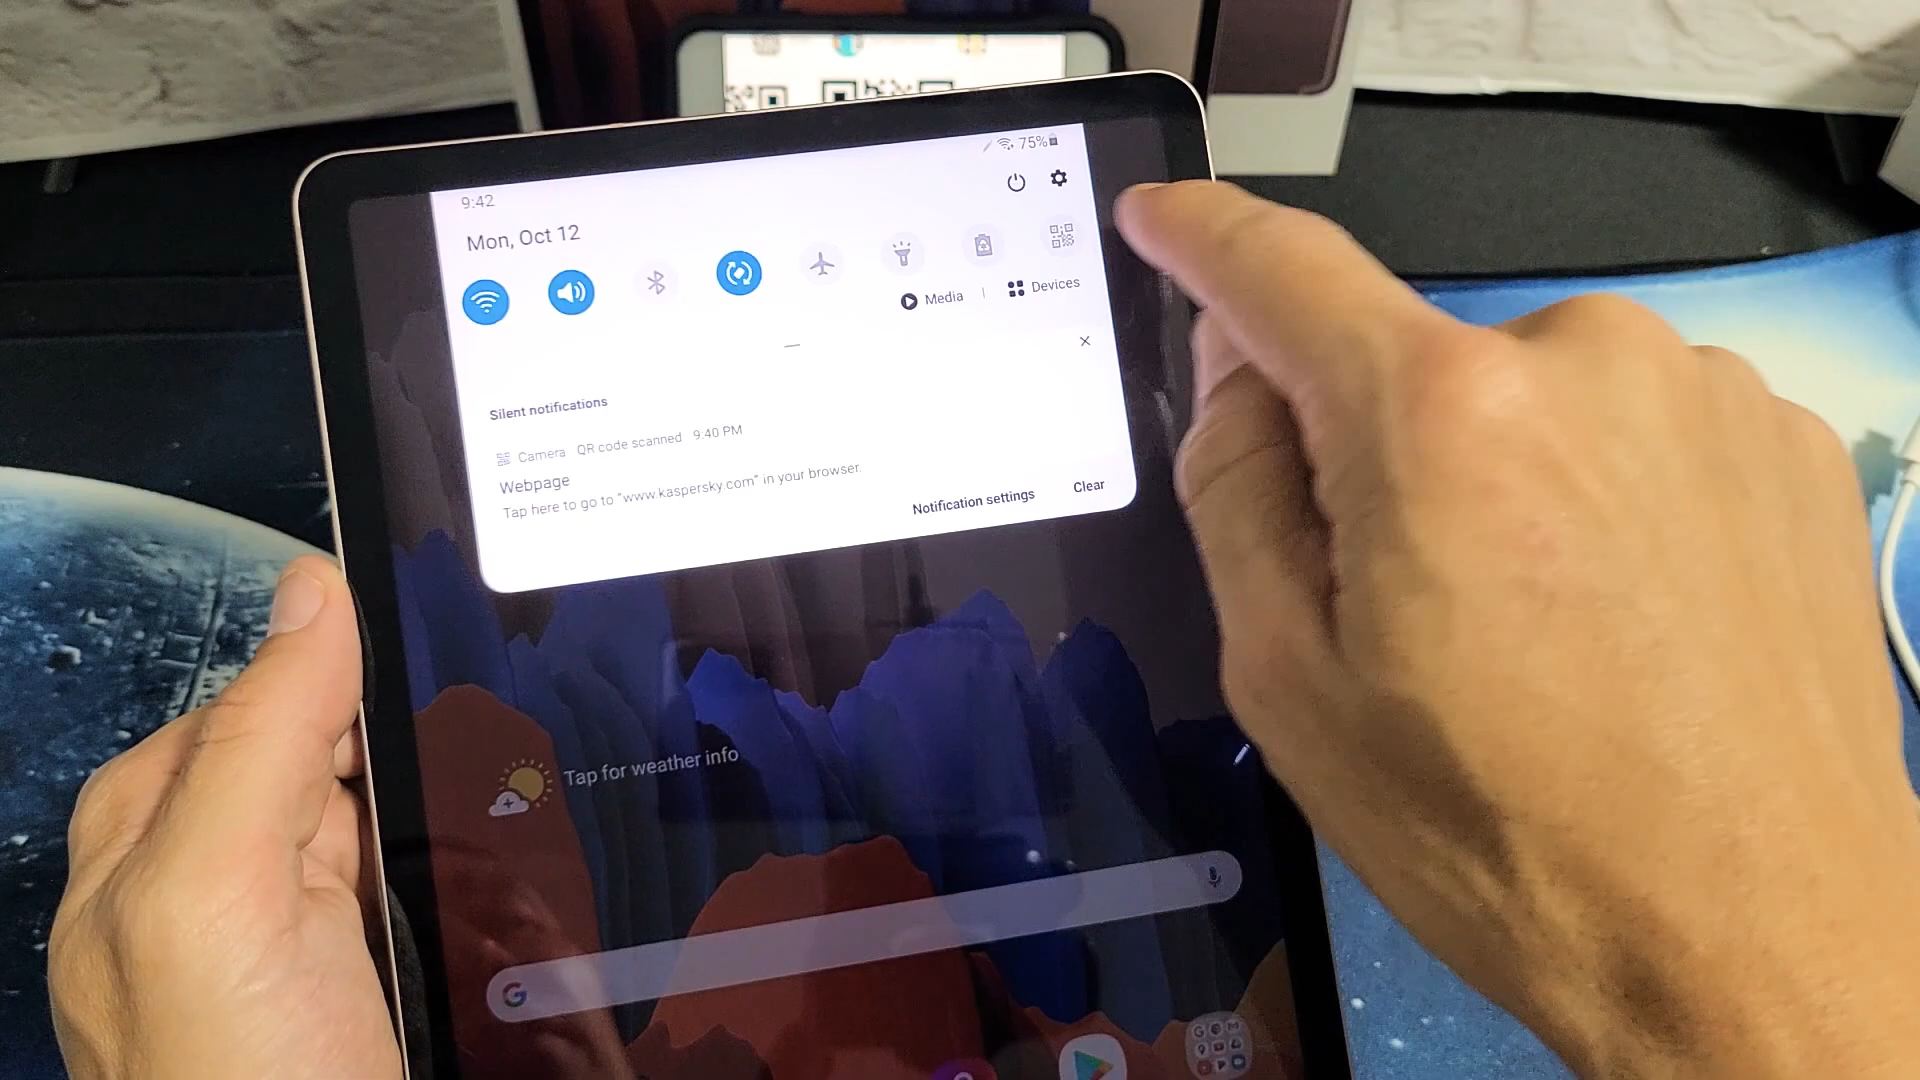 75%
9:42
Mon, Oct 12
Media | Devices
Silent notifications
Camera QR code scanned 9:40 PM
Webpage
Tap here to go to "www.kaspersky.com" in your browser.
Notification settings Clear
Tap for weather info
G